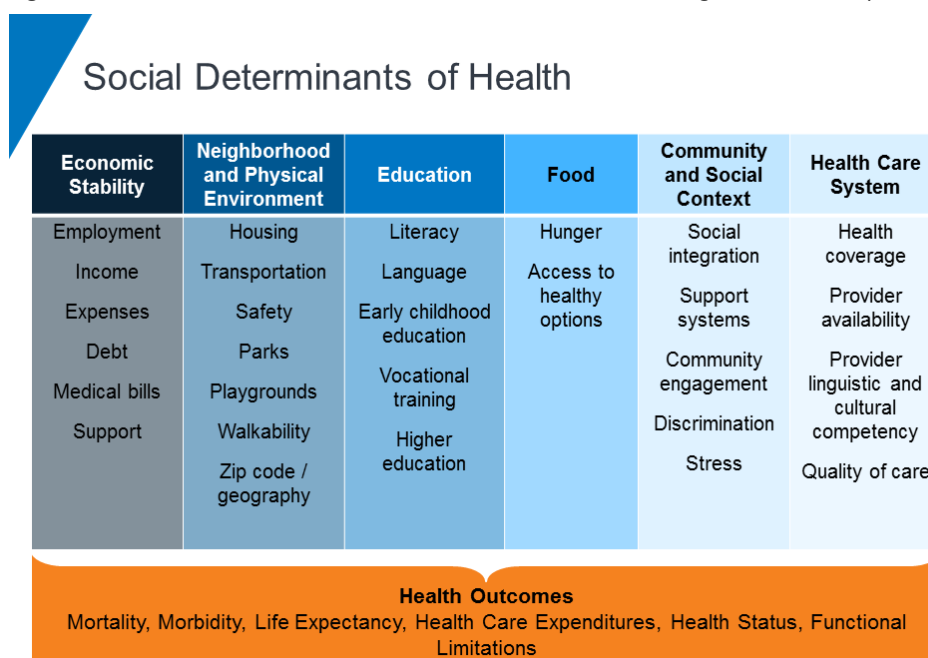 Social Determinants of Health
Economic
Stability
Neighborhood
and Physical
Environment
Education
Food
Community
and Social
Context
Health Care
System
Employment
Income
Expenses
Debt
Medical bills
Support
Housing
Transportation
Safety
Parks
Playgrounds
Walkability
Zip code /
geography
Literacy
Language
Early childhood
education
Vocational
training
Higher
education
Hunger
Access to
healthy
options
Social
integration
Support
systems
Community
engagement
Discrimination
Stress
Health
coverage
Provider
availability
Provider
linguistic and
cultural
competency
Quality of care
Health Outcomes
Mortality, Morbidity, Life Expectancy, Health Care Expenditures, Health Status, Functional
Limitations